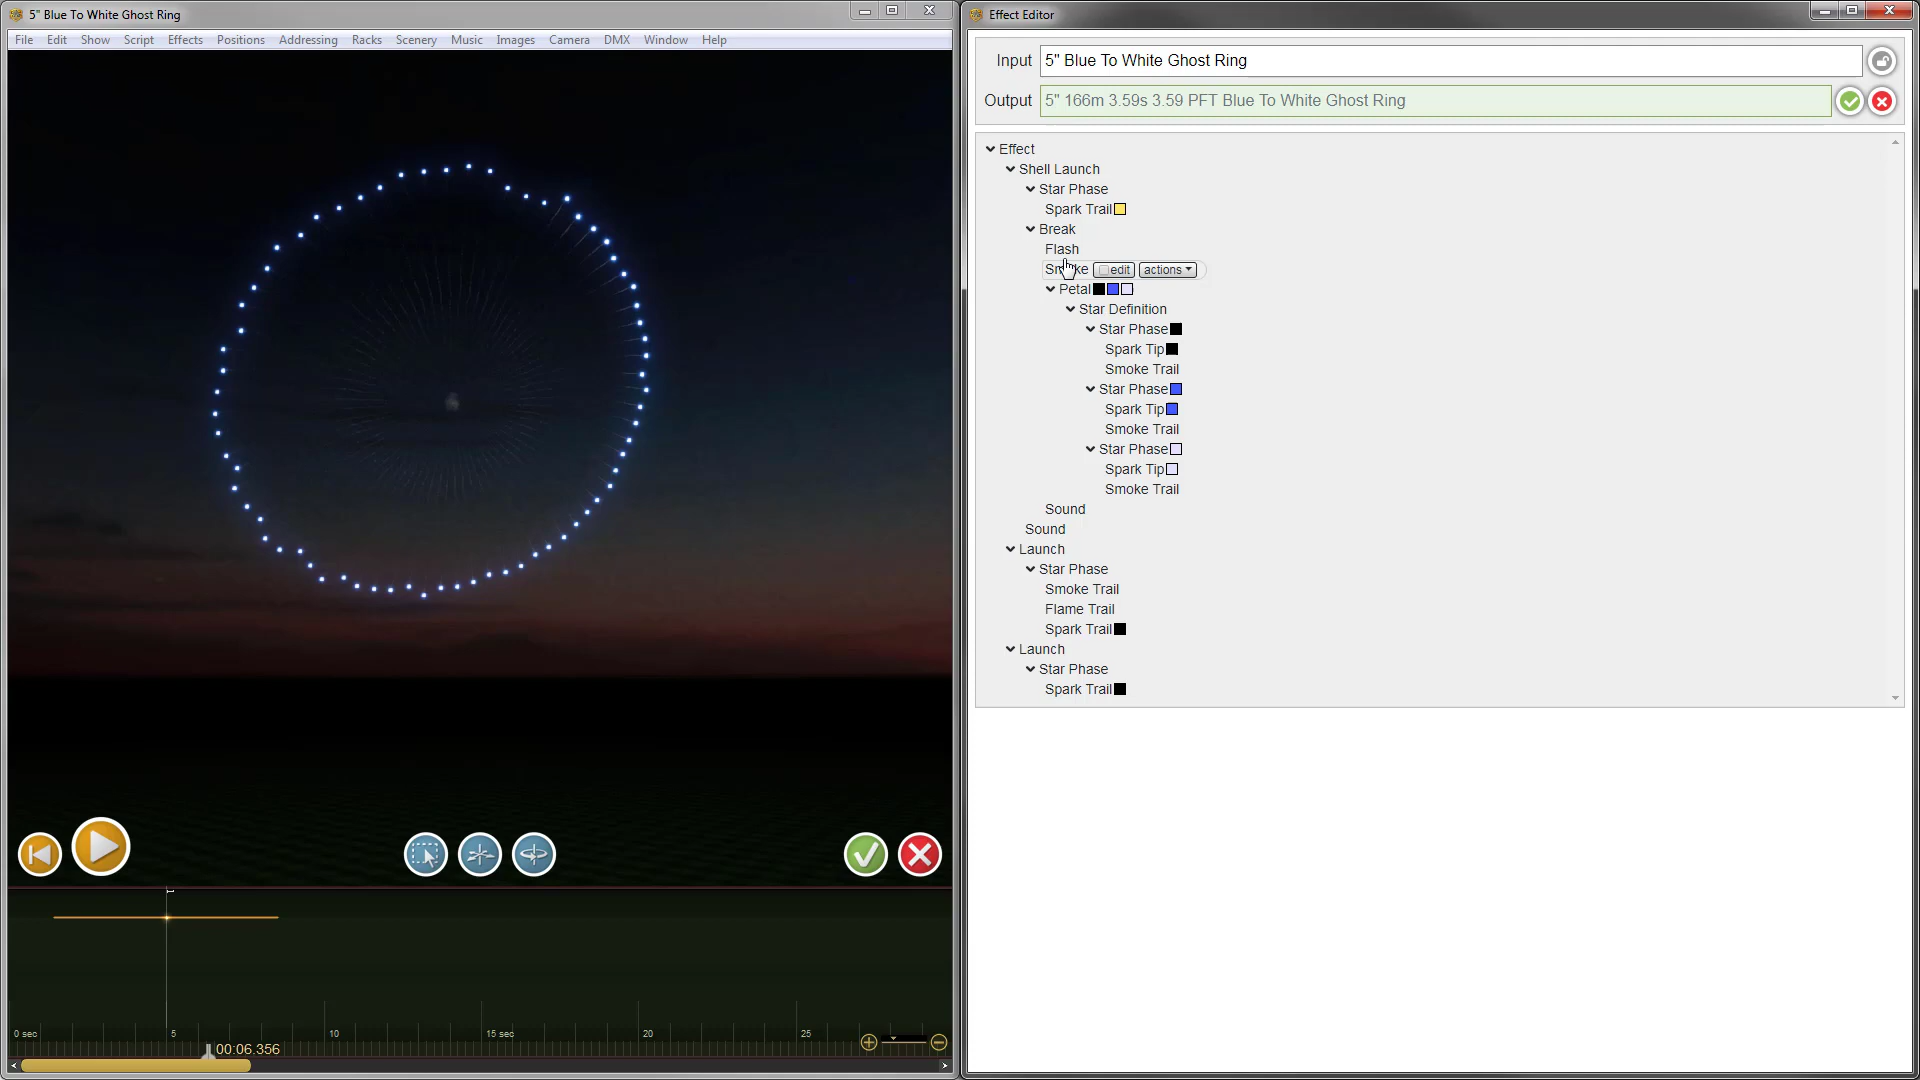 5" Blue To White Ghost Ring
File Edit Show Script Effects Positions Addressing Racks Scenery Music Images Camera DMX Window Help
0 sec 5 10 15 sec 20 25
00:06.356
Effect Editor
Input 5" Blue To White Ghost Ring
Output 5" 166m 3.59s 3.59 PFT Blue To White Ghost Ring
Effect
Shell Launch
Star Phase
Spark Trail
Break
Flash
Smoke edit actions
Petal
Star Definition
Star Phase
Spark Tip
Smoke Trail
Star Phase
Spark Tip
Smoke Trail
Star Phase
Spark Tip
Smoke Trail
Sound
Sound
Launch
Star Phase
Smoke Trail
Flame Trail
Spark Trail
Launch
Star Phase
Spark Trail